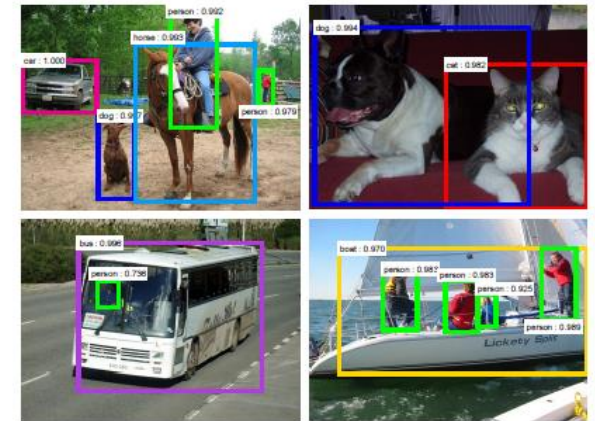 person : 0.992
horse : 0.993
car : 1.000
dog : 0.997
person : 0.979
dog : 0.994
cat : 0.982
bus : 0.996
person : 0.736
boat : 0.970
person : 0.983
person : 0.983
person : 0.925
person : 0.989
Lickety Split